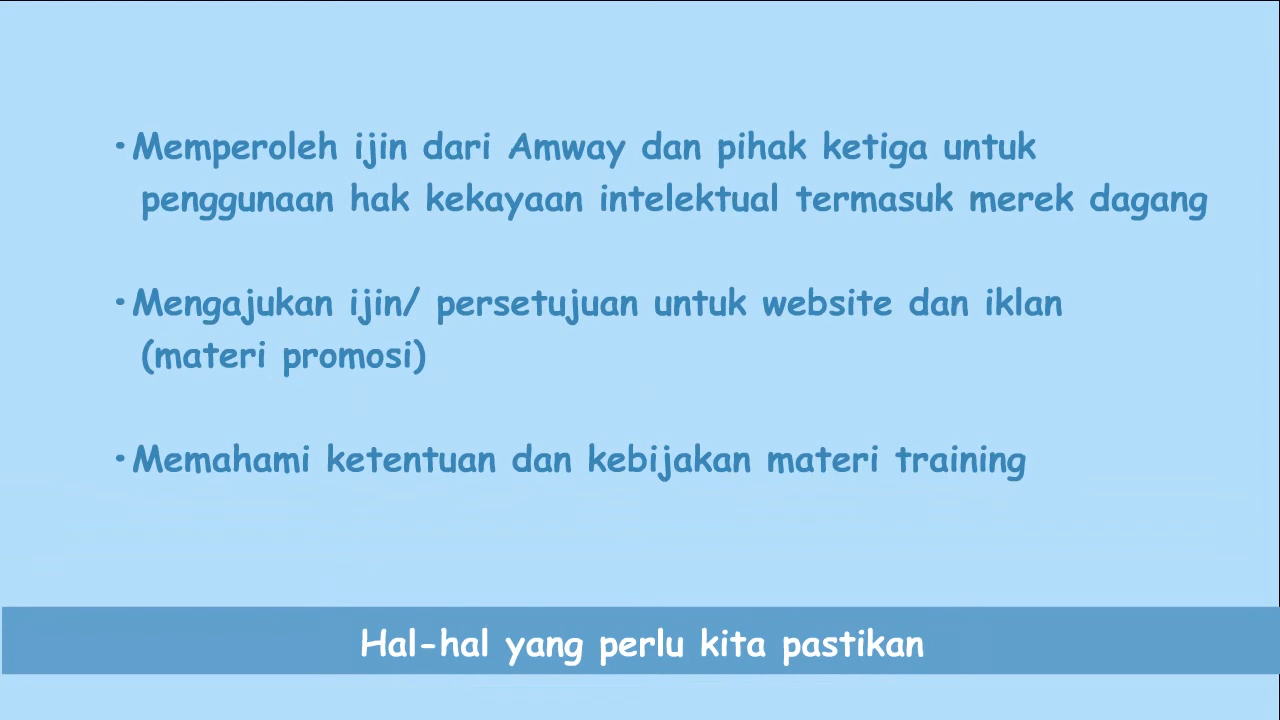 ・Memperoleh ijin dari Amway dan pihak ketiga untuk
penggunaan hak kekayaan intelektual termasuk merek dagang
・Mengajukan ijin/ persetujuan untuk website dan iklan
(materi promosi)
・Memahami ketentuan dan kebijakan materi training
Hal-hal yang perlu kita pastikan